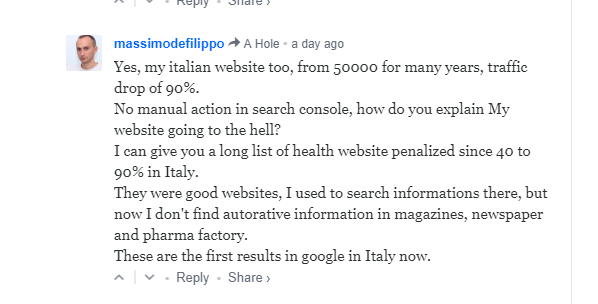 Reply • Share ›
massimodefilippo A Hole • a day ago
Yes, my italian website too, from 50000 for many years, traffic
drop of 90%.
No manual action in search console, how do you explain My
website going to the hell?
I can give you a long list of health website penalized since 40 to
90% in Italy.
They were good websites, I used to search informations there, but
now I don't find autorative information in magazines, newspaper
and pharma factory.
These are the first results in google in Italy now.
Reply • Share ›